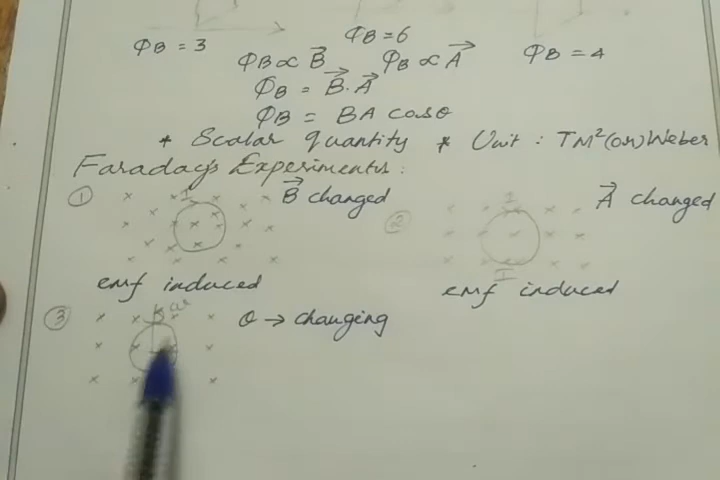 ΦB = 3 ΦB = 6 ΦB = 4
ΦB ∝ B⃗ ΦB ∝ A⃗
ΦB = B⃗ . A⃗
ΦB = BA cosθ
* Scalar quantity * Unit : TM² (or) Weber
Faraday's Experiments :
① B⃗ changed ② A⃗ changed
I I
I
emf induced emf induced
③ θ → changing